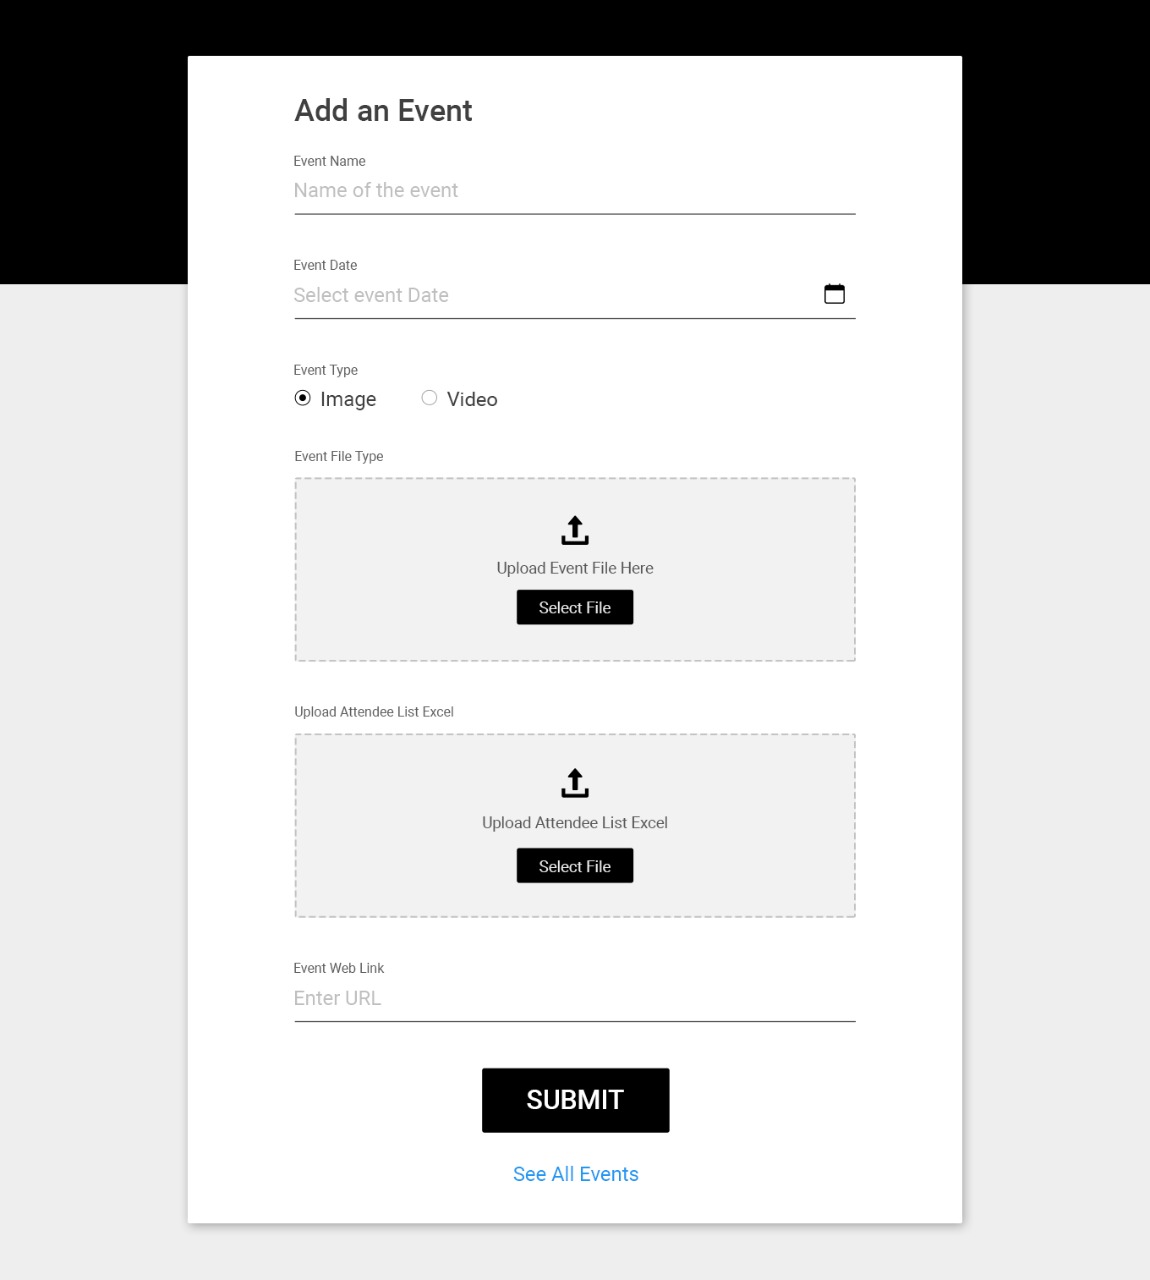 Add an Event
Event Name
Name of the event
Event Date
Select event Date
Event Type
Image Video
Event File Type
Upload Event File Here
Select File
Upload Attendee List Excel
Upload Attendee List Excel
Select File
Event Web Link
Enter URL
SUBMIT
See All Events